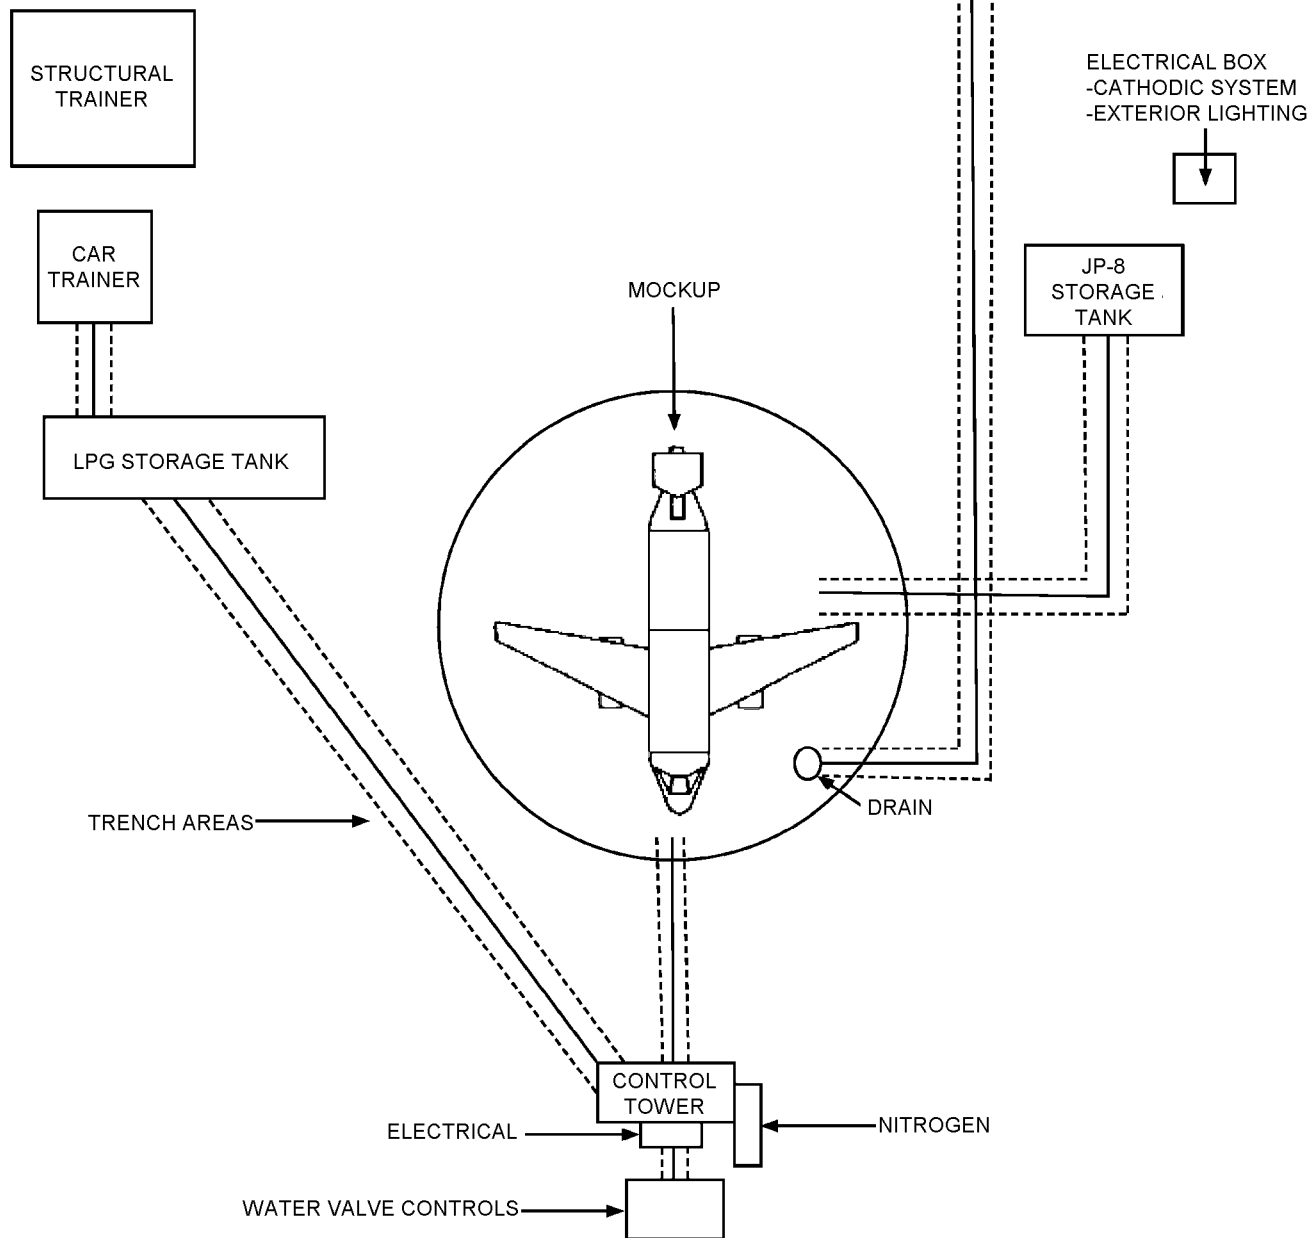 STRUCTURAL
TRAINER
ELECTRICAL BOX
-CATHODIC SYSTEM
-EXTERIOR LIGHTING
CAR
TRAINER
JP-8
STORAGE
TANK
MOCKUP
LPG STORAGE TANK
DRAIN
TRENCH AREAS
CONTROL
TOWER
ELECTRICAL
NITROGEN
WATER VALVE CONTROLS